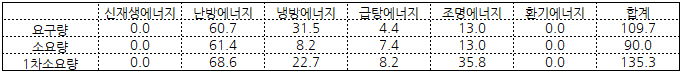 신재생에너지 난방에너지 냉방에너지 급탕에너지 조명에너지 환기에너지 합계
요구량 0.0 60.7 31.5 4.4 13.0 0.0 109.7
소요량 0.0 61.4 8.2 7.4 13.0 0.0 90.0
1차소요량 0.0 68.6 22.7 8.2 35.8 0.0 135.3